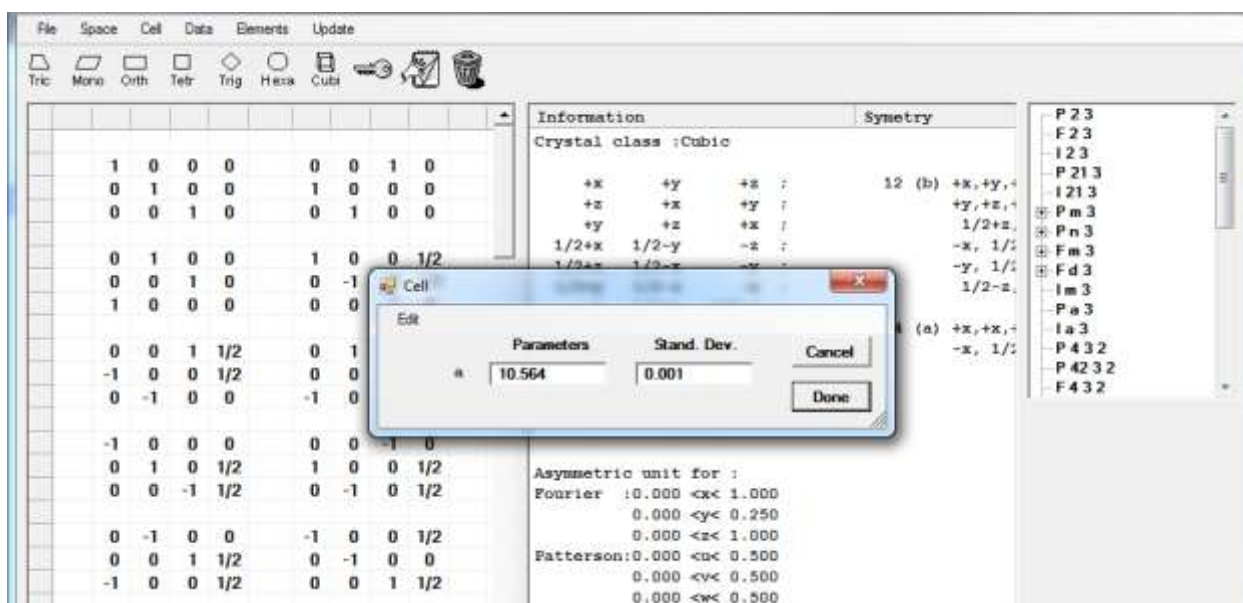 File Space Cell Data Elements Update
Tric Mono Orth Tetr Trig Hexa Cubi
Information Symetry
Crystal class :Cubic
1 0 0 0 0 0 1 0
0 1 0 0 1 0 0 0
0 0 1 0 0 1 0 0
0 1 0 0 1 0 0 1/2
0 0 1 0 0 -1
1 0 0 0 0 0
0 0 1 1/2 0 1
-1 0 0 1/2 0 0
0 -1 0 0 -1 0
-1 0 0 0 0 0 -1 0
0 1 0 1/2 1 0 0 1/2
0 0 -1 1/2 0 -1 0 1/2
0 -1 0 0 -1 0 0 1/2
0 0 1 1/2 0 -1 0 0
-1 0 0 1/2 0 0 1 1/2
+x +y +z ; 12 (b) +x,+y,+
+z +x +y ; +y,+z,+
+y +z +x ; 1/2+z,
1/2+x 1/2-y -z ; -x, 1/2
1/2+z 1/2-x -y ; -y, 1/2
1/2-z,
(a) +x,+x,+
-x, 1/2
Cell
Edit
Parameters Stand. Dev.
a 10.564 0.001
Cancel
Done
Asymmetric unit for :
Fourier :0.000 <x< 1.000
0.000 <y< 0.250
0.000 <z< 1.000
Patterson:0.000 <u< 0.500
0.000 <v< 0.500
0.000 <w< 0.500
P 2 3
F 2 3
I 2 3
P 21 3
I 21 3
P m 3
P n 3
F m 3
F d 3
I m 3
P a 3
I a 3
P 4 3 2
P 42 3 2
F 4 3 2